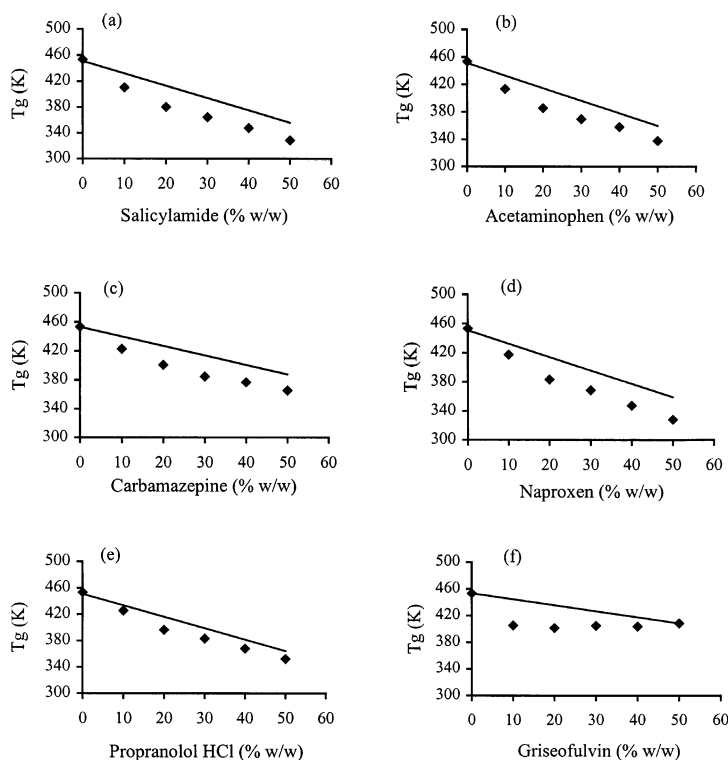 (a)
500
460
420
380
340
300
Tg (K)
0 10 20 30 40 50 60
Salicylamide (% w/w)
(b)
500
460
420
380
340
300
Tg (K)
0 10 20 30 40 50 60
Acetaminophen (% w/w)
(c)
500
460
420
380
340
300
Tg (K)
0 10 20 30 40 50 60
Carbamazepine (% w/w)
(d)
500
460
420
380
340
300
Tg (K)
0 10 20 30 40 50 60
Naproxen (% w/w)
(e)
500
460
420
380
340
300
Tg (K)
0 10 20 30 40 50 60
Propranolol HCl (% w/w)
(f)
500
460
420
380
340
300
Tg (K)
0 10 20 30 40 50 60
Griseofulvin (% w/w)